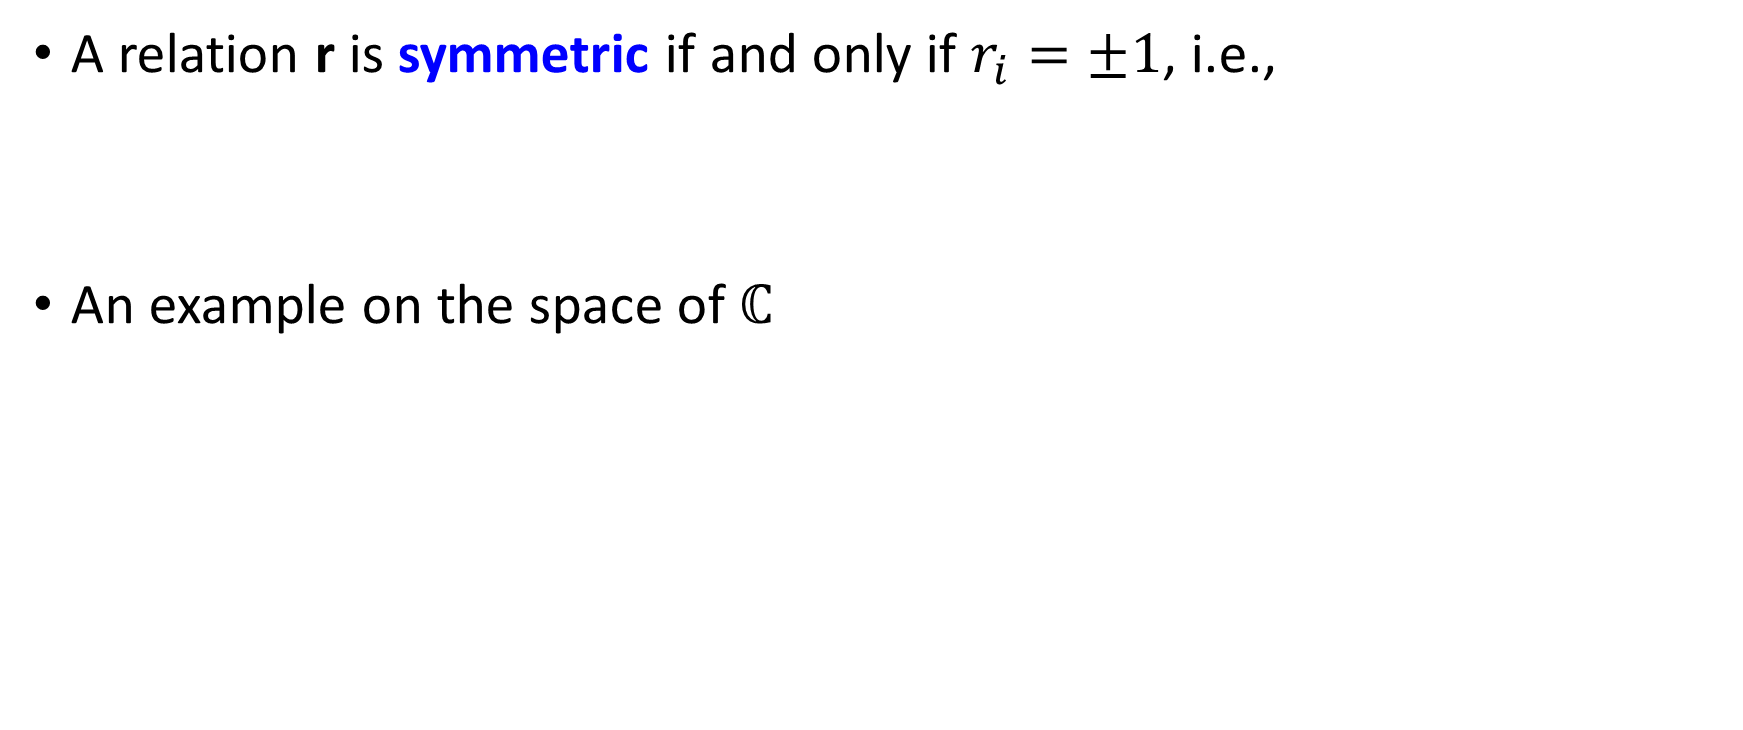 • A relation r is symmetric if and only if 𝑟ᵢ = ±1, i.e.,
• An example on the space of ℂ